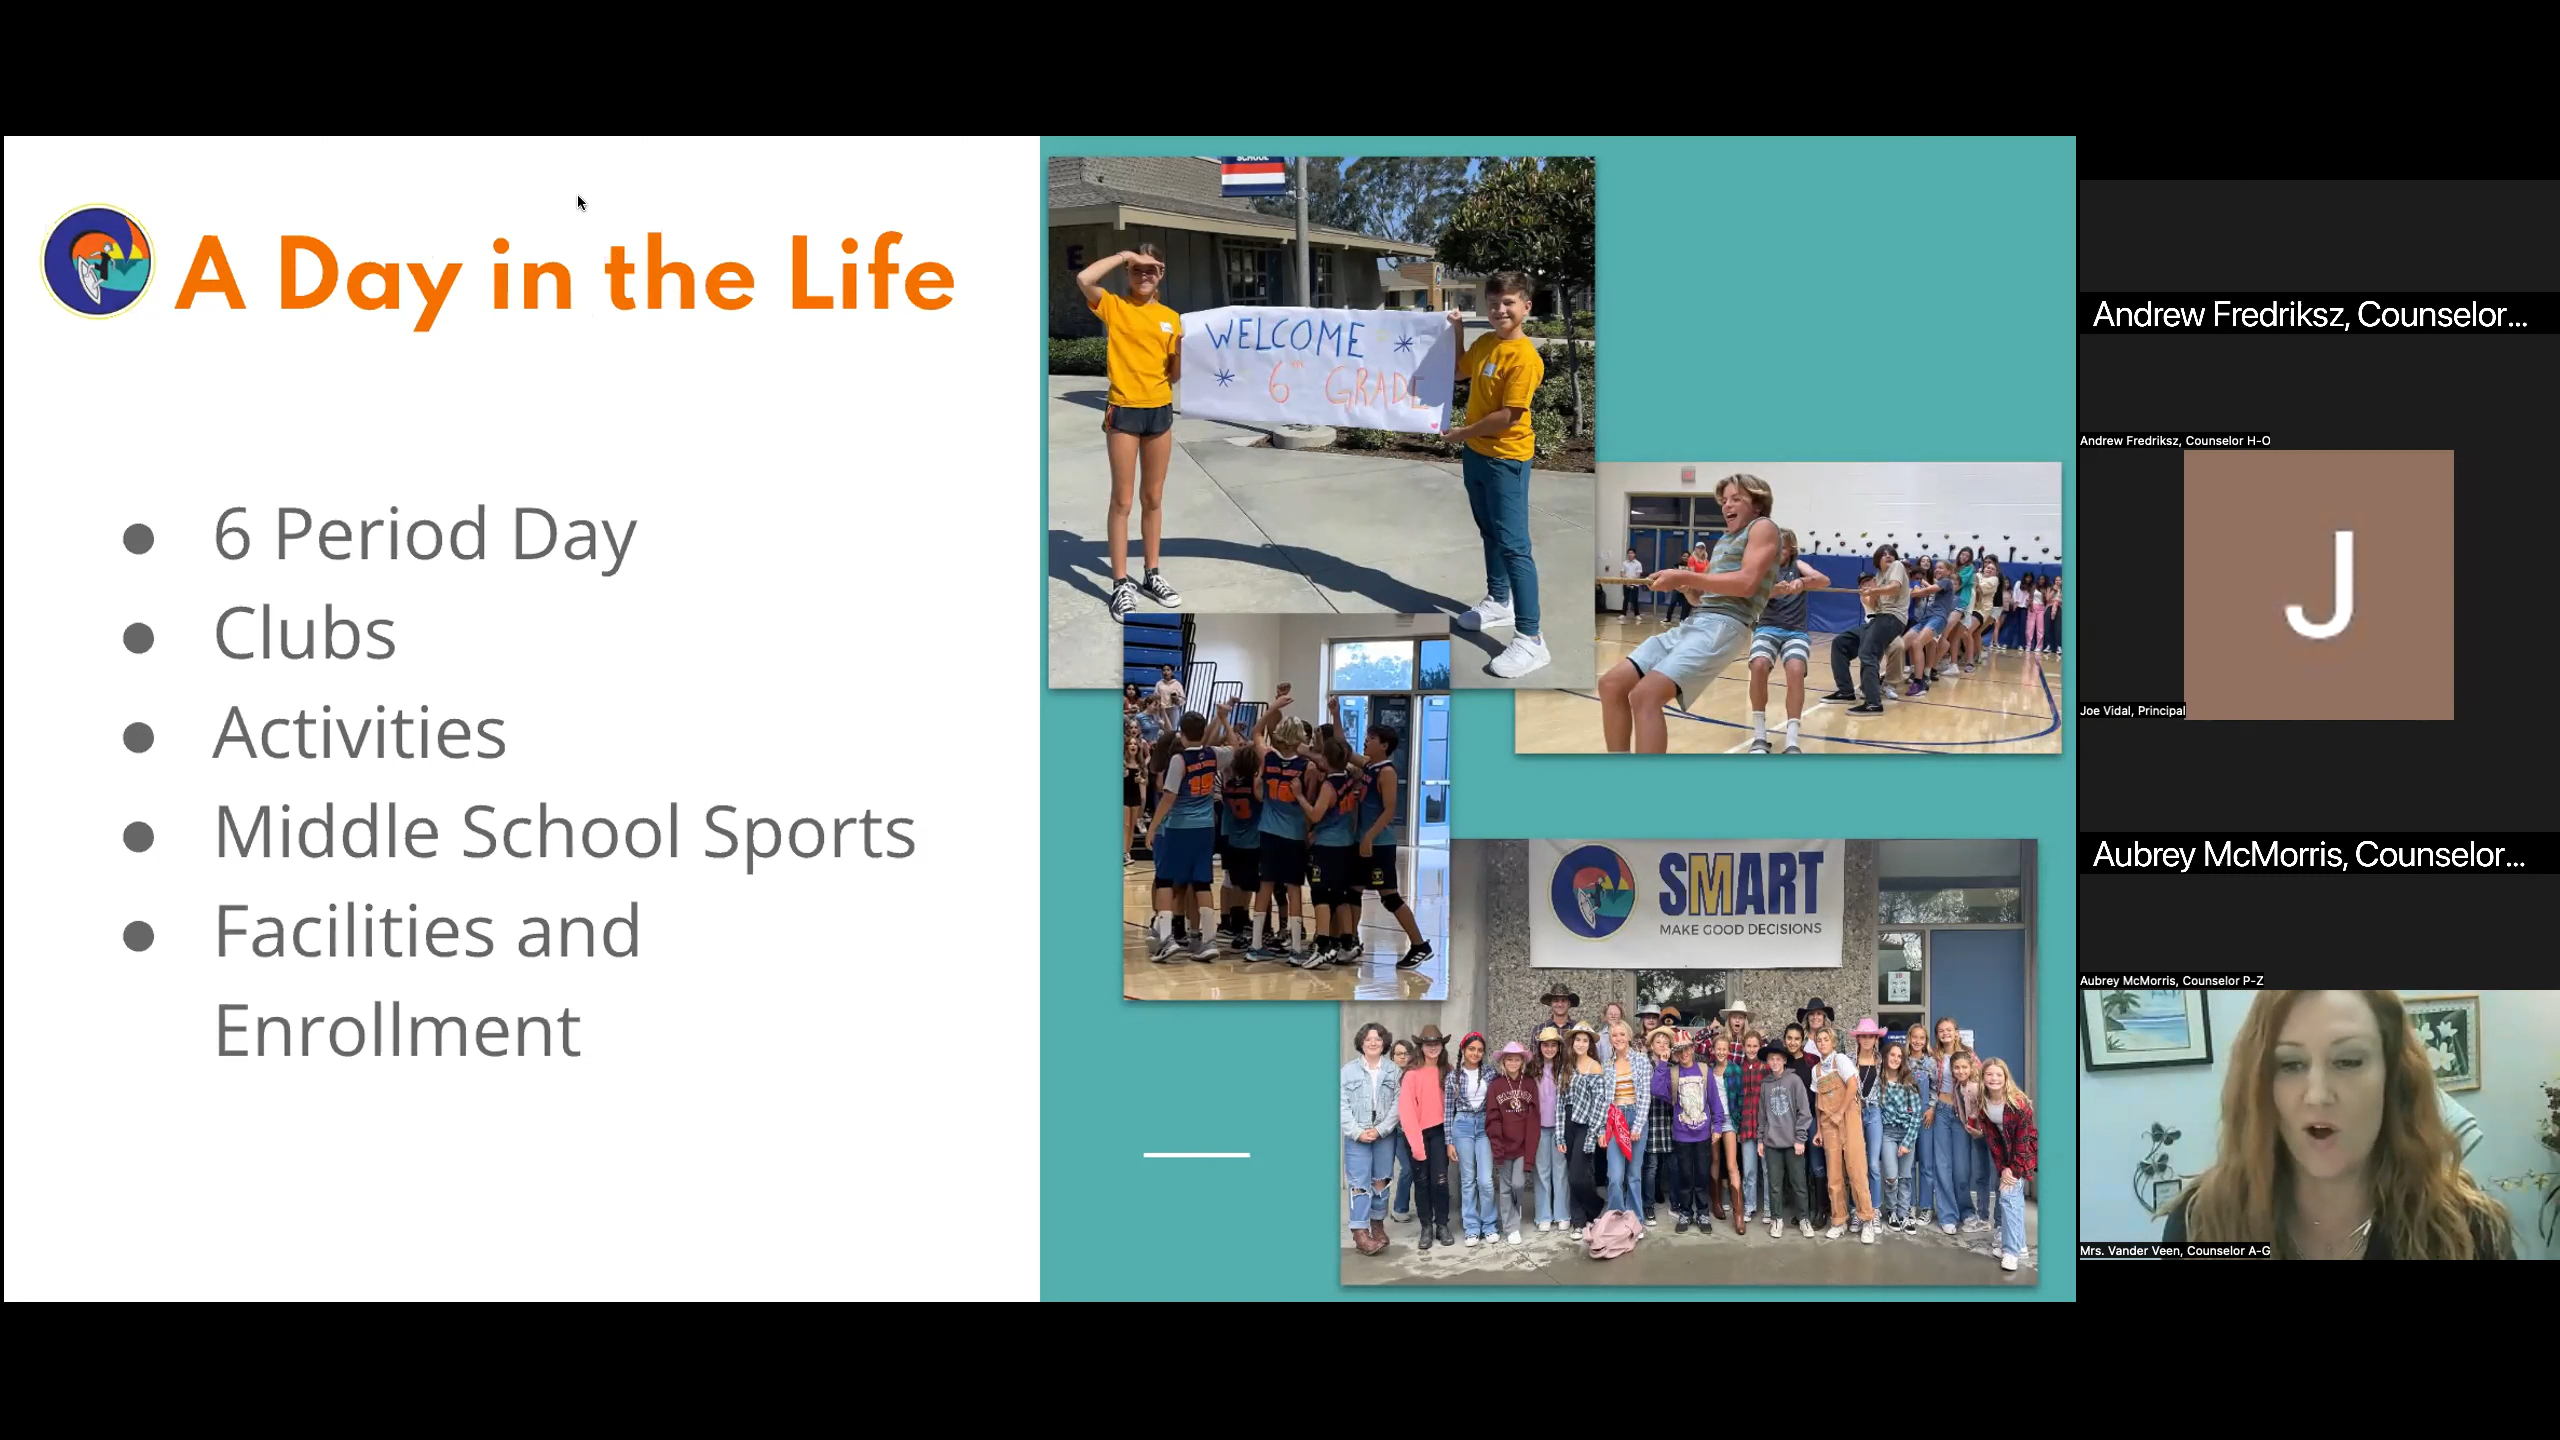 A Day in the Life
● 6 Period Day
● Clubs
● Activities
● Middle School Sports
● Facilities and
Enrollment
SCHOOL
E
WELCOME
6th GRADE
15
SMART
MAKE GOOD DECISIONS
Andrew Fredriksz, Counselor...
Andrew Fredriksz, Counselor H-O
J
Joe Vidal, Principal
Aubrey McMorris, Counselor...
Aubrey McMorris, Counselor P-Z
Mrs. Vander Veen, Counselor A-G